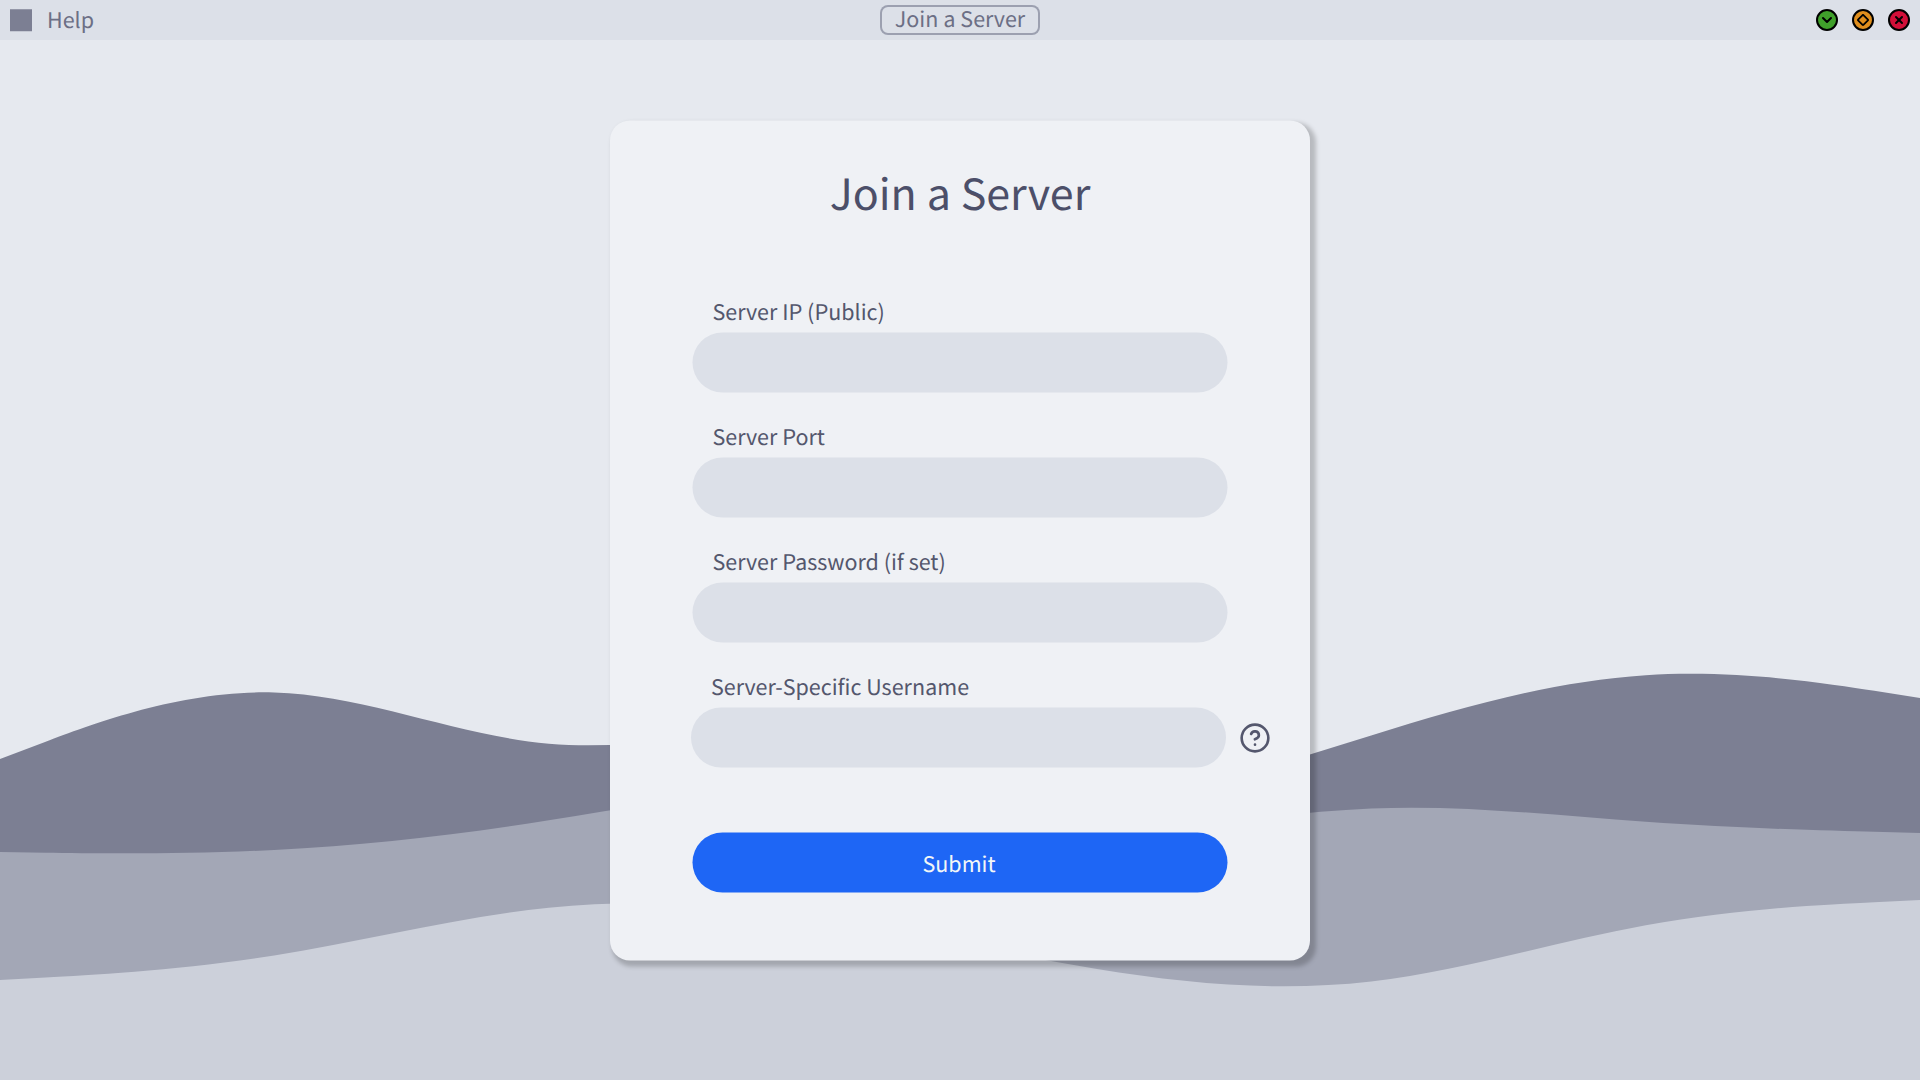 Help
Join a Server
Join a Server
Server IP (Public)
Server Port
Server Password (if set)
Server-Specific Username
?
Submit